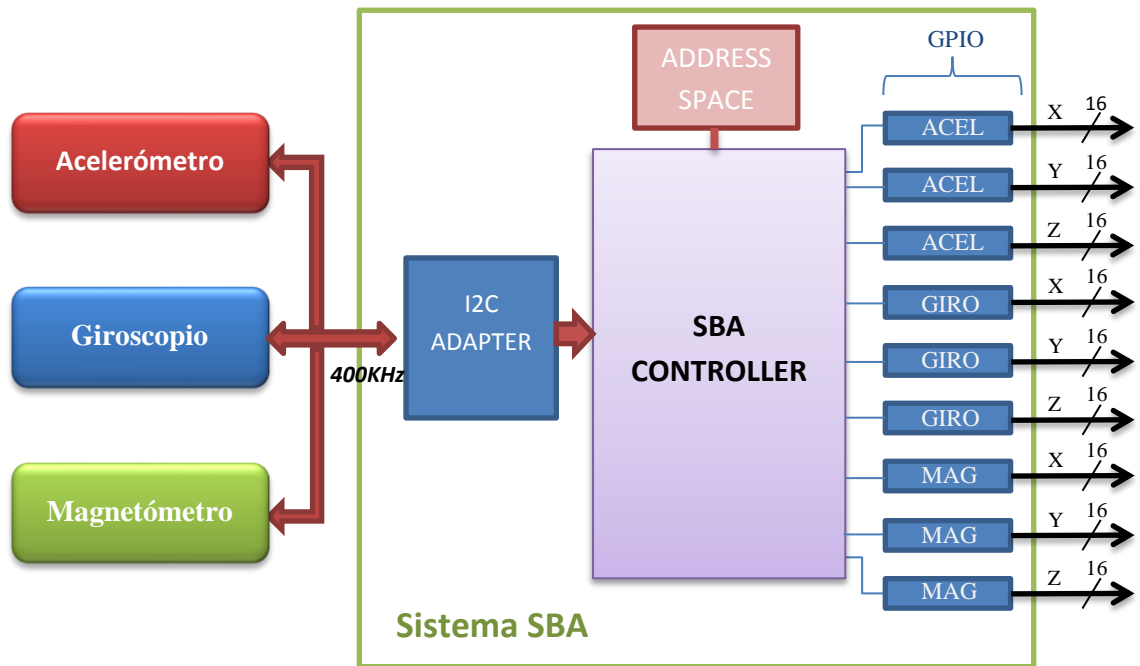 Acelerómetro
Giroscopio
Magnetómetro
400KHz
I2C
ADAPTER
ADDRESS
SPACE
SBA
CONTROLLER
Sistema SBA
GPIO
ACEL X 16
ACEL Y 16
ACEL Z 16
GIRO X 16
GIRO Y 16
GIRO Z 16
MAG X 16
MAG Y 16
MAG Z 16